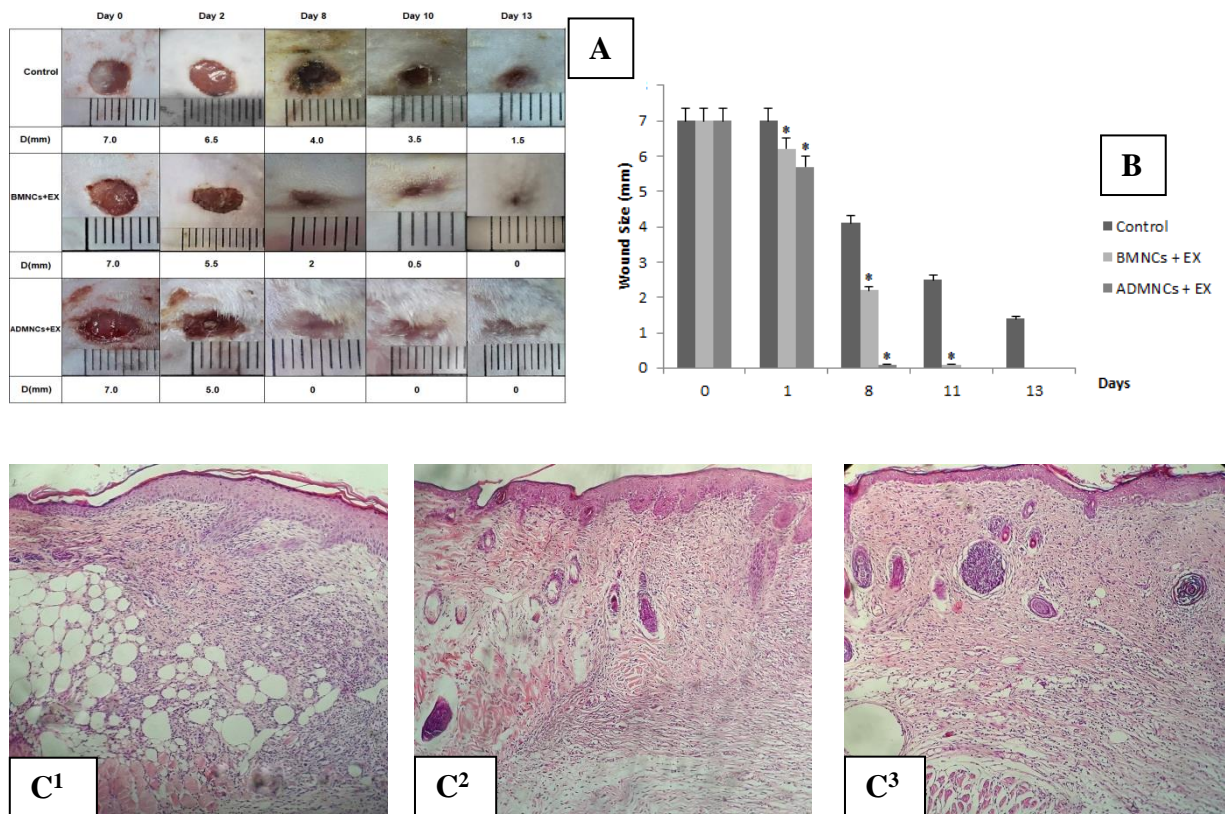 Day 0 Day 2 Day 8 Day 10 Day 13
Control
D(mm) 7.0 6.5 4.0 3.5 1.5
BMNCs+EX
D(mm) 7.0 5.5 2 0.5 0
ADMNCs+EX
D(mm) 7.0 5.0 0 0 0
A
Wound Size (mm)
7
6
5
4
3
2
1
0
* * * * *
0 1 8 11 13
Days
B
Control
BMNCs + EX
ADMNCs + EX
C1
C2
C3